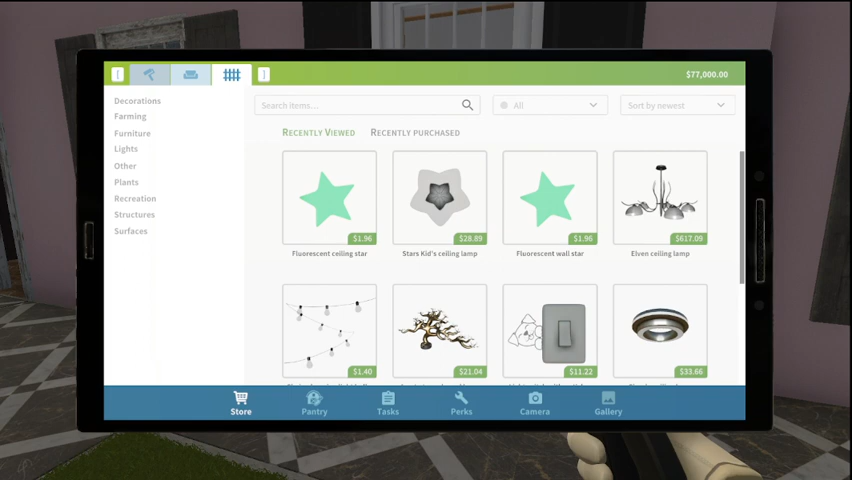 [ ] $77,000.00
Search items... All Sort by newest
Decorations
Farming
Furniture
Lights
Other
Plants
Recreation
Structures
Surfaces
RECENTLY VIEWED RECENTLY PURCHASED
$1.96 $28.89 $1.96 $617.09
Fluorescent ceiling star Stars Kid's ceiling lamp Fluorescent wall star Elven ceiling lamp
$1.40 $21.04 $11.22 $33.66
Store Pantry Tasks Perks Camera Gallery